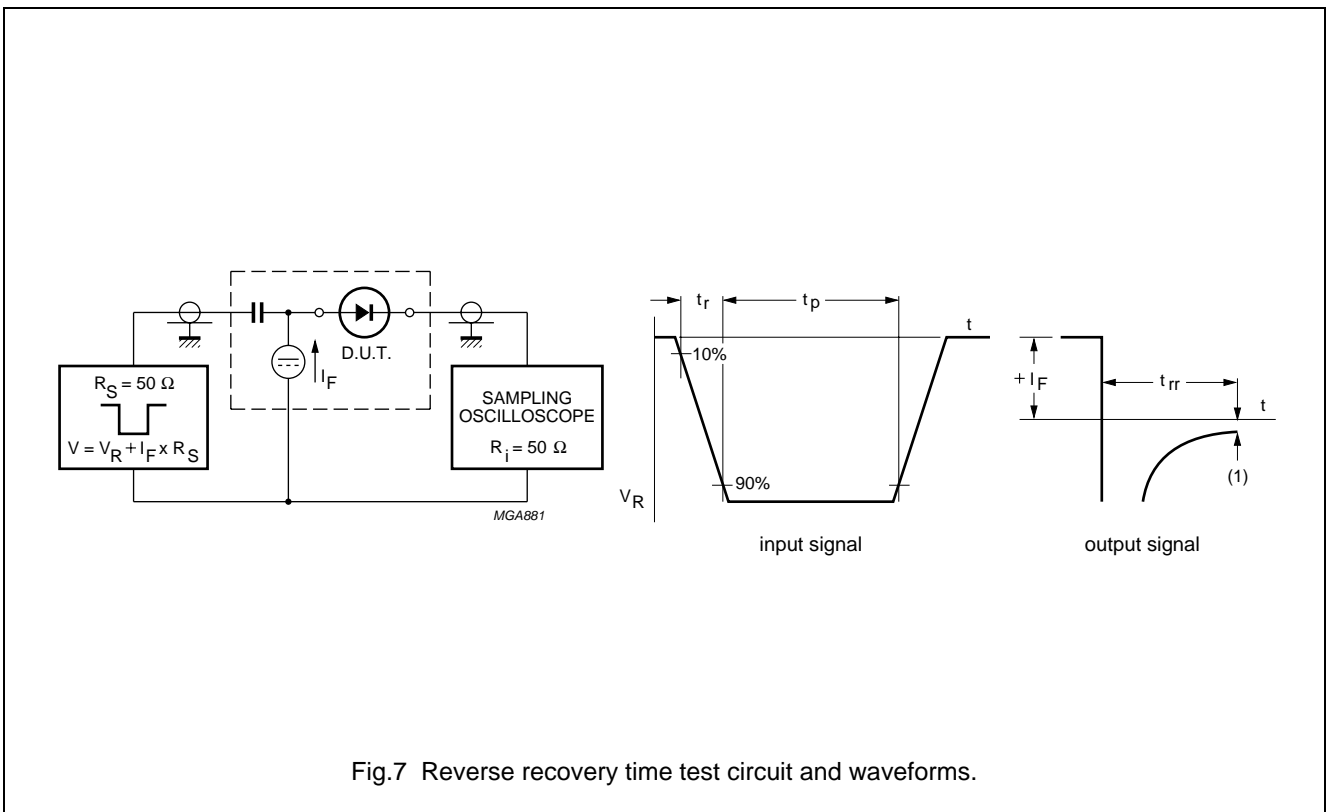 R_S = 50 Ω
V = V_R + I_F x R_S
I_F
D.U.T.
SAMPLING
OSCILLOSCOPE
R_i = 50 Ω
MGA881
t_r
t_p
t
10%
90%
V_R
input signal
+ I_F
t_rr
t
(1)
output signal
Fig.7 Reverse recovery time test circuit and waveforms.